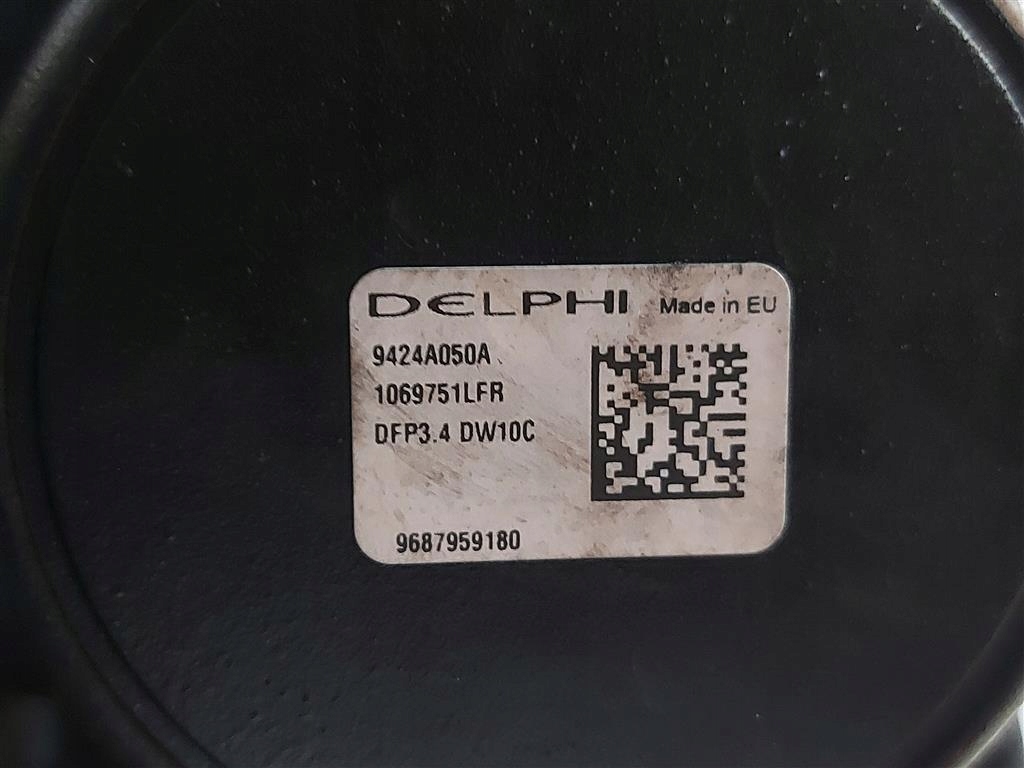 DELPHI Made in EU
9424A050A
1069751LFR
DFP3.4 DW10C
9687959180